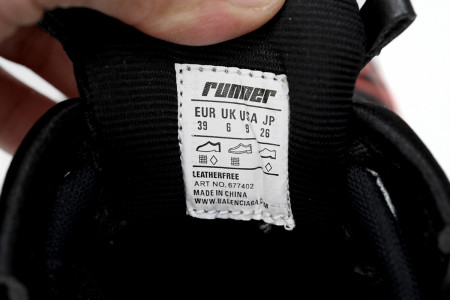 runner
EUR UK USA JP
39 6 9 26
LEATHERFREE
ART NO. 677402
MADE IN CHINA
WWW.BALENCIAGA.COM